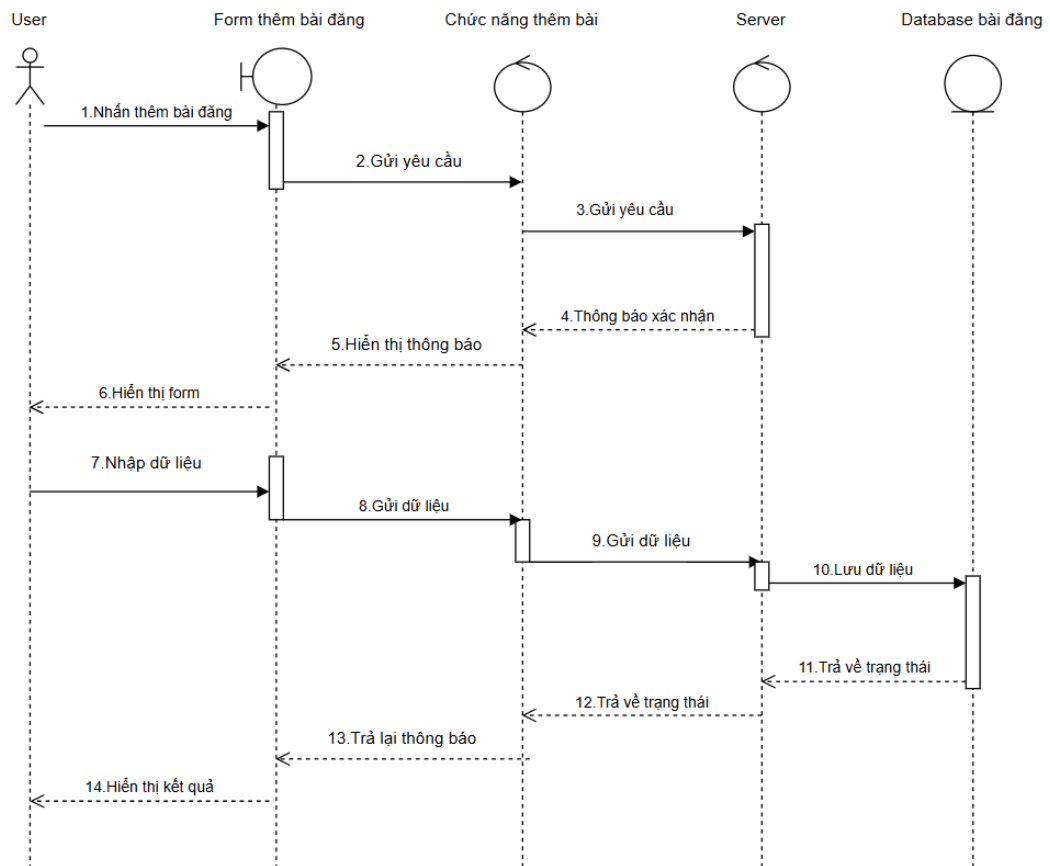 User
Form thêm bài đăng
Chức năng thêm bài
Server
Database bài đăng
1.Nhấn thêm bài đăng
2.Gửi yêu cầu
3.Gửi yêu cầu
4.Thông báo xác nhận
5.Hiển thị thông báo
6.Hiển thị form
7.Nhập dữ liệu
8.Gửi dữ liệu
9.Gửi dữ liệu
10.Lưu dữ liệu
11.Trả về trạng thái
12.Trả về trạng thái
13.Trả lại thông báo
14.Hiển thị kết quả